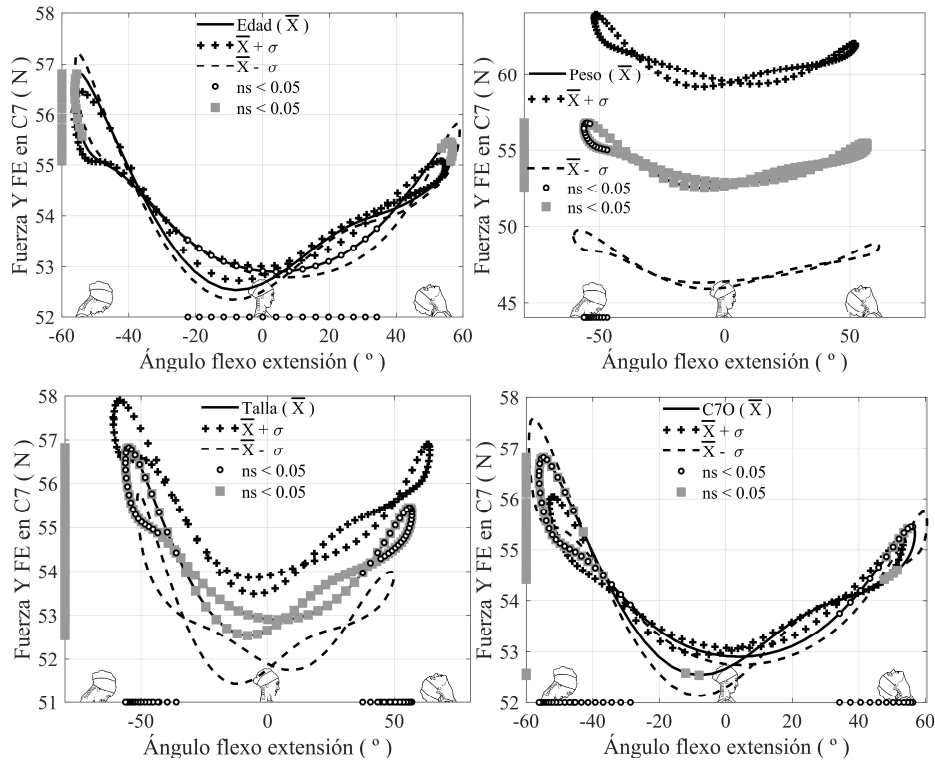 Edad ( X̅ )
X̅ + σ
X̅ - σ
ns < 0.05
ns < 0.05
58
57
56
55
54
53
52
-60 -40 -20 0 20 40 60
Fuerza Y FE en C7 ( N )
Ángulo flexo extensión ( º )
Peso ( X̅ )
X̅ + σ
X̅ - σ
ns < 0.05
ns < 0.05
60
55
50
45
-50 0 50
Fuerza Y FE en C7 ( N )
Ángulo flexo extensión ( º )
Talla ( X̅ )
X̅ + σ
X̅ - σ
ns < 0.05
ns < 0.05
58
57
56
55
54
53
52
51
-50 0 50
Fuerza Y FE en C7 ( N )
Ángulo flexo extensión ( º )
C7O ( X̅ )
X̅ + σ
X̅ - σ
ns < 0.05
ns < 0.05
58
57
56
55
54
53
52
-60 -40 -20 0 20 40 60
Fuerza Y FE en C7 ( N )
Ángulo flexo extensión ( º )